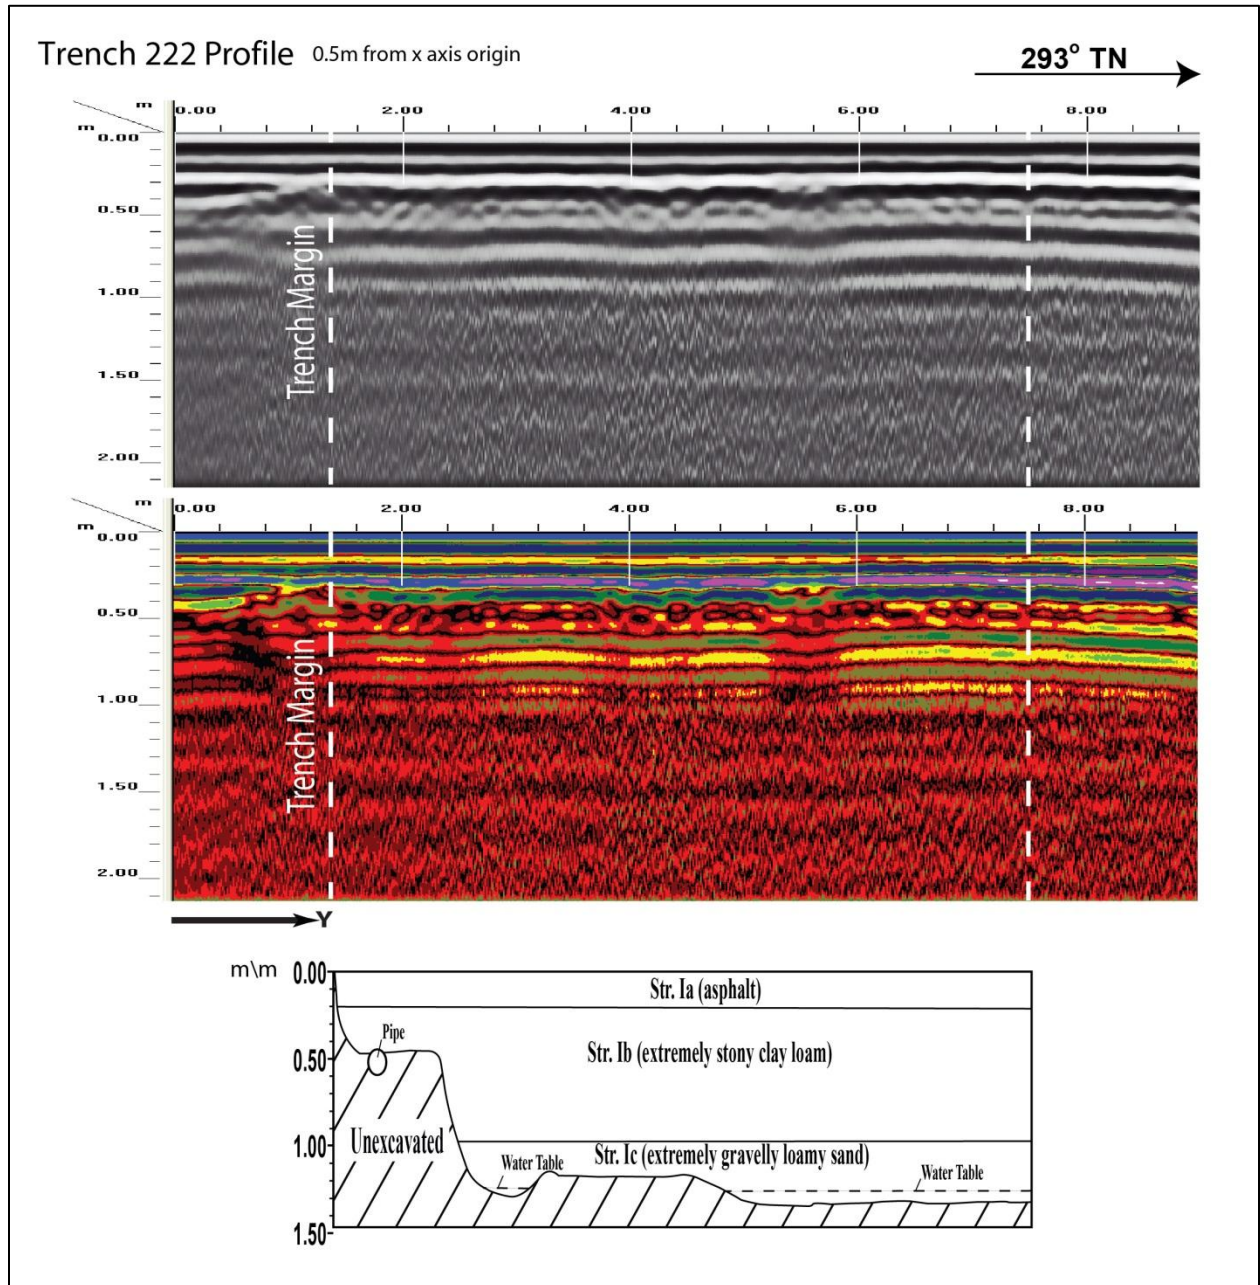 Trench 222 Profile 0.5m from x axis origin
293° TN
m 0.00 2.00 4.00 6.00 8.00
m 0.00
0.50
1.00
1.50
2.00
Trench Margin
m 0.00 2.00 4.00 6.00 8.00
m 0.00
0.50
1.00
1.50
2.00
Trench Margin
Y
m\m 0.00
Str. Ia (asphalt)
Pipe
0.50 Str. Ib (extremely stony clay loam)
1.00 Unexcavated
Str. Ic (extremely gravelly loamy sand)
Water Table
Water Table
1.50